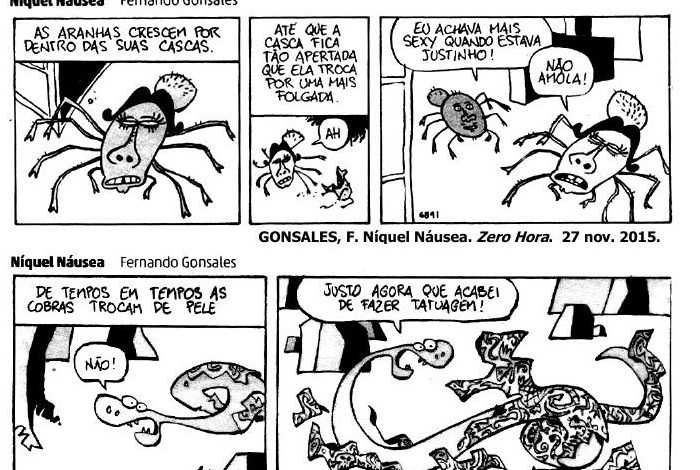 Níquel Náusea Fernando Gonsales
AS ARANHAS CRESCEM POR
DENTRO DAS SUAS CASCAS.
ATÉ QUE A
CASCA FICA
TÃO APERTADA
QUE ELA TROCA
POR UMA MAIS
FOLGADA.
AH
EU ACHAVA MAIS
SEXY QUANDO ESTAVA
JUSTINHO!
NÃO
AMOLA!
6841
GONSALES, F. Níquel Náusea. Zero Hora. 27 nov. 2015.
Níquel Náusea Fernando Gonsales
DE TEMPOS EM TEMPOS AS
COBRAS TROCAM DE PELE
NÃO!
JUSTO AGORA QUE ACABEI
DE FAZER TATUAGEM!